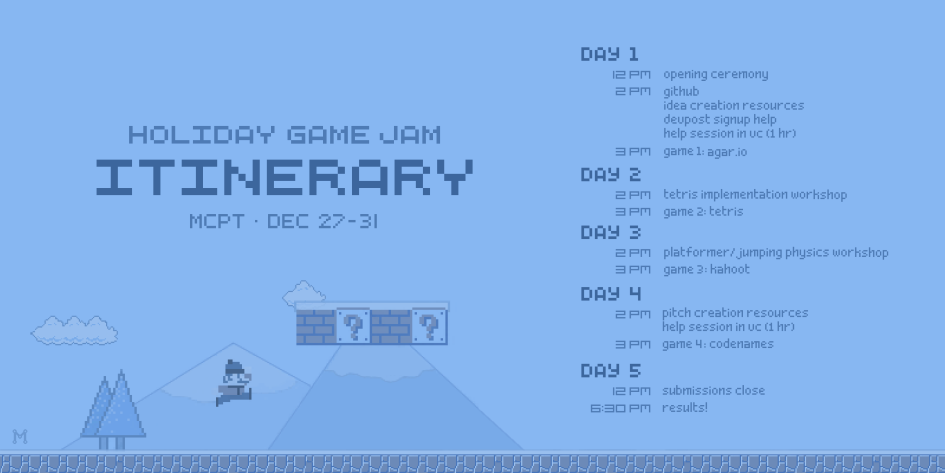 HOLIDAY GAME JAM
ITINERARY
MCPT · DEC 27-31
? ?
M
DAY 1
12 PM opening ceremony
2 PM github
idea creation resources
devpost signup help
help session in vc (1 hr)
3 PM game 1: agar.io
DAY 2
2 PM tetris implementation workshop
3 PM game 2: tetris
DAY 3
2 PM platformer/jumping physics workshop
3 PM game 3: kahoot
DAY 4
2 PM pitch creation resources
help session in vc (1 hr)
3 PM game 4: codenames
DAY 5
12 PM submissions close
6:30 PM results!